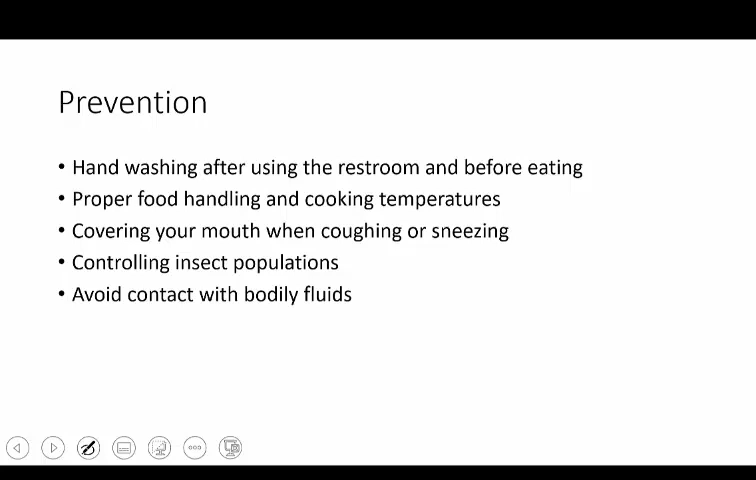 Prevention
• Hand washing after using the restroom and before eating
• Proper food handling and cooking temperatures
• Covering your mouth when coughing or sneezing
• Controlling insect populations
• Avoid contact with bodily fluids